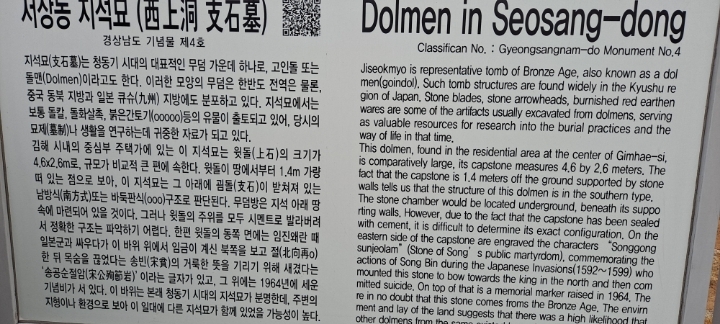 서상동 지석묘 (西上洞 支石墓)
경상남도 기념물 제4호
지석묘(支石墓)는 청동기 시대의 대표적인 무덤 가운데 하나로, 고인돌 또는
돌맨(Dolmen)이라고도 한다. 이러한 모양의 무덤은 한반도 전역은 물론,
중국 동북 지방과 일본 큐슈(九州) 지방에도 분포하고 있다. 지석묘에서는
보통 돌칼, 돌화살촉, 붉은간토기(ooooo)등의 유물이 출토되고 있어, 당시의
묘제(墓制)나 생활을 연구하는데 귀중한 자료가 되고 있다.
김해 시내의 중심부 주택가에 있는 이 지석묘는 윗돌(上石)의 크기가
4.6x2.6m로, 규모가 비교적 큰 편에 속한다. 윗돌이 땅에서부터 1.4m 가량
떠 있는 점으로 보아, 이 지석묘는 그 아래에 굄돌(支石)이 받쳐져 있는
남방식(南方式)또는 바둑판식(ooo)구조로 판단된다. 무덤방은 지석 아래 땅
속에 마련되어 있을 것이다. 그러나 윗돌의 주위를 모두 시멘트로 발라버려
서 정확한 구조는 파악하기 어렵다. 한편 윗돌의 동쪽 면에는 임진왜란 때
일본군과 싸우다가 이 바위 위에서 임금이 계신 북쪽을 보고 절(北向再o)
한 뒤 목숨을 끊었다는 송빈(宋賓)의 거룩한 뜻을 기리기 위해 새겼다는
'송공순절암(宋公殉節岩)' 이라는 글자가 있고, 그 위에는 1964년에 세운
기념비가 서 있다. 이 바위는 본래 청동기 시대의 지석묘가 분명한데, 주변의
지형이나 환경으로 보아 이 일대에 다른 지석묘가 함께 있었을 가능성이 높다.
Dolmen in Seosang-dong
Classifican No. : Gyeongsangnam-do Monument No.4
Jiseokmyo is representative tomb of Bronze Age, also known as a dol
men(goindol). Such tomb structures are found widely in the Kyushu re
gion of Japan. Stone blades, stone arrowheads, burnished red earthen
wares are some of the artifacts usually excavated from dolmens, serving
as valuable resources for research into the burial practices and the
way of life in that time.
This dolmen, found in the residential area at the center of Gimhae-si,
is comparatively large, its capstone measures 4,6 by 2,6 meters. The
fact that the capstone is 1,4 meters off the ground supported by stone
walls tells us that the structure of this dolmen is in the southern type.
The stone chamber would be located underground, beneath its suppo
rting walls. However, due to the fact that the capstone has been sealed
with cement, it is difficult to determine its exact configuration. On the
eastern side of the capstone are engraved the characters "Songgong
sunjeolam" (Stone of Song's public martyrdom), commemorating the
actions of Song Bin during the Japanese Invasions(1592~1599) who
mounted this stone to bow towards the king in the north and then com
mitted suicide. On top of that is a memorial marker raised in 1964. The
re in no doubt that this stone comes fromthe Bronze Age. The envirn
ment and lay of the land suggests that there was a high likelihood that
other dolmens from the same